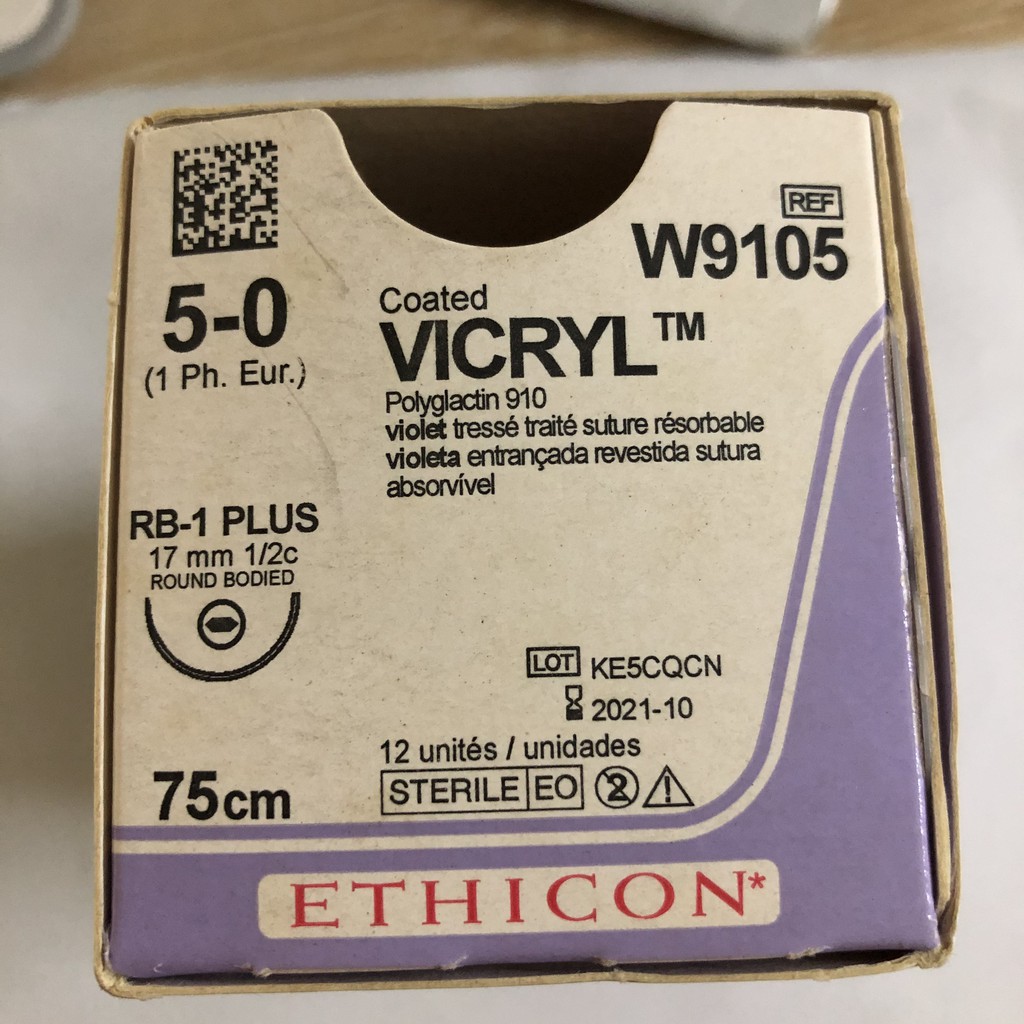 REF
W9105
5-0
(1 Ph. Eur.)
Coated
VICRYL™
Polyglactin 910
violet tressé traité suture résorbable
violeta entrançada revestida sutura
absorvível
RB-1 PLUS
17 mm 1/2c
ROUND BODIED
LOT KE5CQCN
2021-10
12 unités / unidades
STERILE EO 2
75cm
ETHICON*